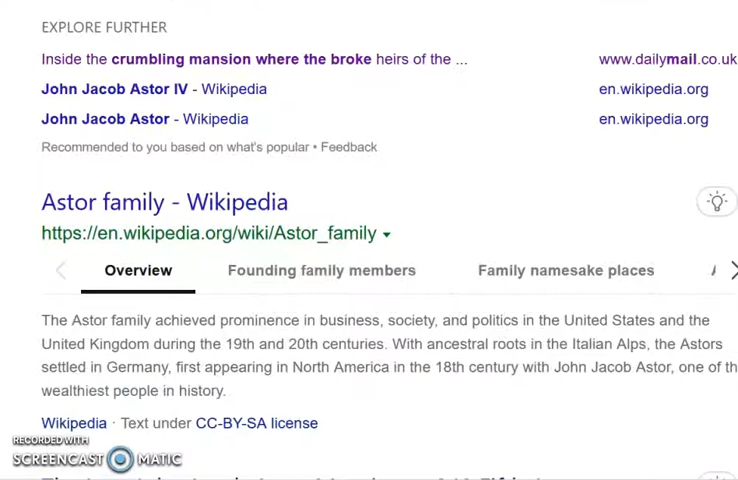 EXPLORE FURTHER
Inside the crumbling mansion where the broke heirs of the ... www.dailymail.co.uk
John Jacob Astor IV - Wikipedia en.wikipedia.org
John Jacob Astor - Wikipedia en.wikipedia.org
Recommended to you based on what's popular • Feedback
Astor family - Wikipedia
https://en.wikipedia.org/wiki/Astor_family
Overview Founding family members Family namesake places
The Astor family achieved prominence in business, society, and politics in the United States and the
United Kingdom during the 19th and 20th centuries. With ancestral roots in the Italian Alps, the Astors
settled in Germany, first appearing in North America in the 18th century with John Jacob Astor, one of th
wealthiest people in history.
Wikipedia · Text under CC-BY-SA license
RECORDED WITH
SCREENCAST MATIC